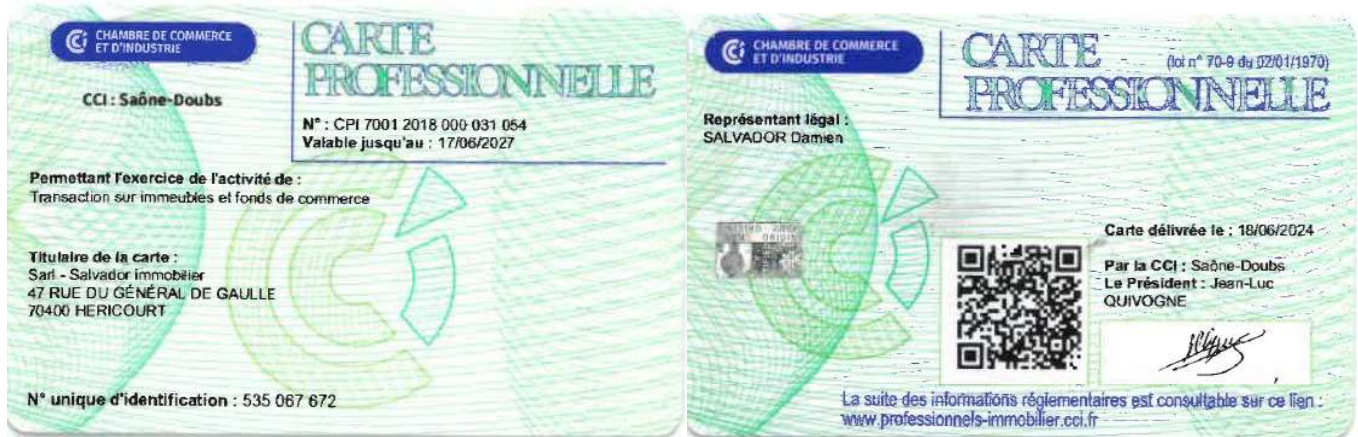 CHAMBRE DE COMMERCE
ET D'INDUSTRIE
CARTE
PROFESSIONNELLE
CCI : Saône-Doubs
N° : CPI 7001 2018 000 031 054
Valable jusqu'au : 17/06/2027
Permettant l'exercice de l'activité de :
Transaction sur immeubles et fonds de commerce
Titulaire de la carte :
Sarl - Salvador immobilier
47 RUE DU GÉNÉRAL DE GAULLE
70400 HERICOURT
N° unique d'identification : 535 067 672
CHAMBRE DE COMMERCE
ET D'INDUSTRIE
CARTE
(loi n° 70-9 du 02/01/1970)
PROFESSIONNELLE
Représentant légal :
SALVADOR Damien
Carte délivrée le : 18/06/2024
Par la CCI : Saône-Doubs
Le Président : Jean-Luc
QUIVOGNE
La suite des informations réglementaires est consultable sur ce lien :
www.professionnels-immobilier.cci.fr